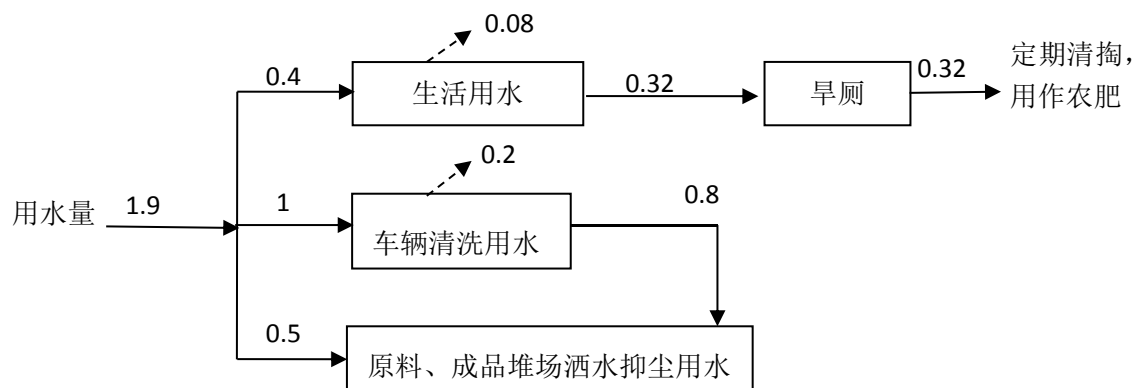 0.08
0.4
生活用水
0.32
旱厕
0.32
定期清掏，
用作农肥
0.2
用水量
1.9
1
车辆清洗用水
0.8
0.5
原料、成品堆场洒水抑尘用水